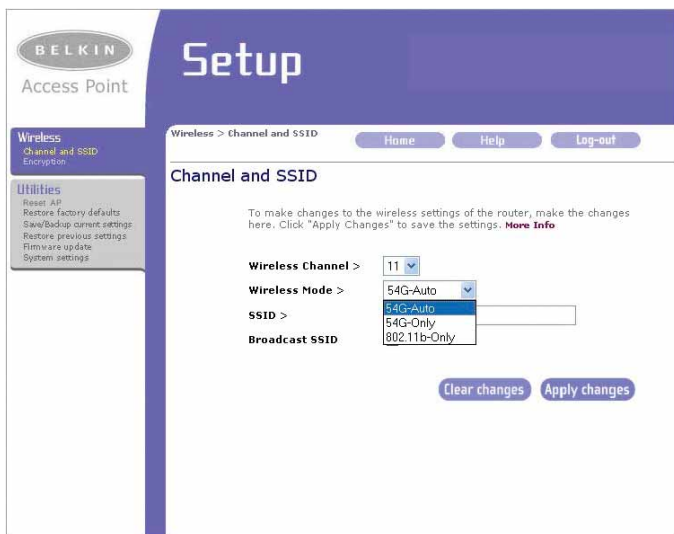 BELKIN
Access Point
Setup
Wireless
Channel and SSID
Encryption
Utilities
Reset AP
Restore factory defaults
Save/Backup current settings
Restore previous settings
Firmware update
System settings
Wireless > Channel and SSID
Home
Help
Log-out
Channel and SSID
To make changes to the wireless settings of the router, make the changes
here. Click "Apply Changes" to save the settings. More Info
Wireless Channel > 11
Wireless Mode > 54G-Auto
54G-Auto
54G-Only
802.11b-Only
SSID >
Broadcast SSID
Clear changes
Apply changes